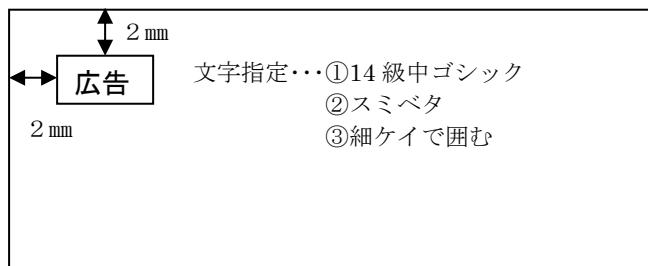 ２㎜
広告
文字指定･･･①14 級中ゴシック
②スミベタ
③細ケイで囲む
２㎜